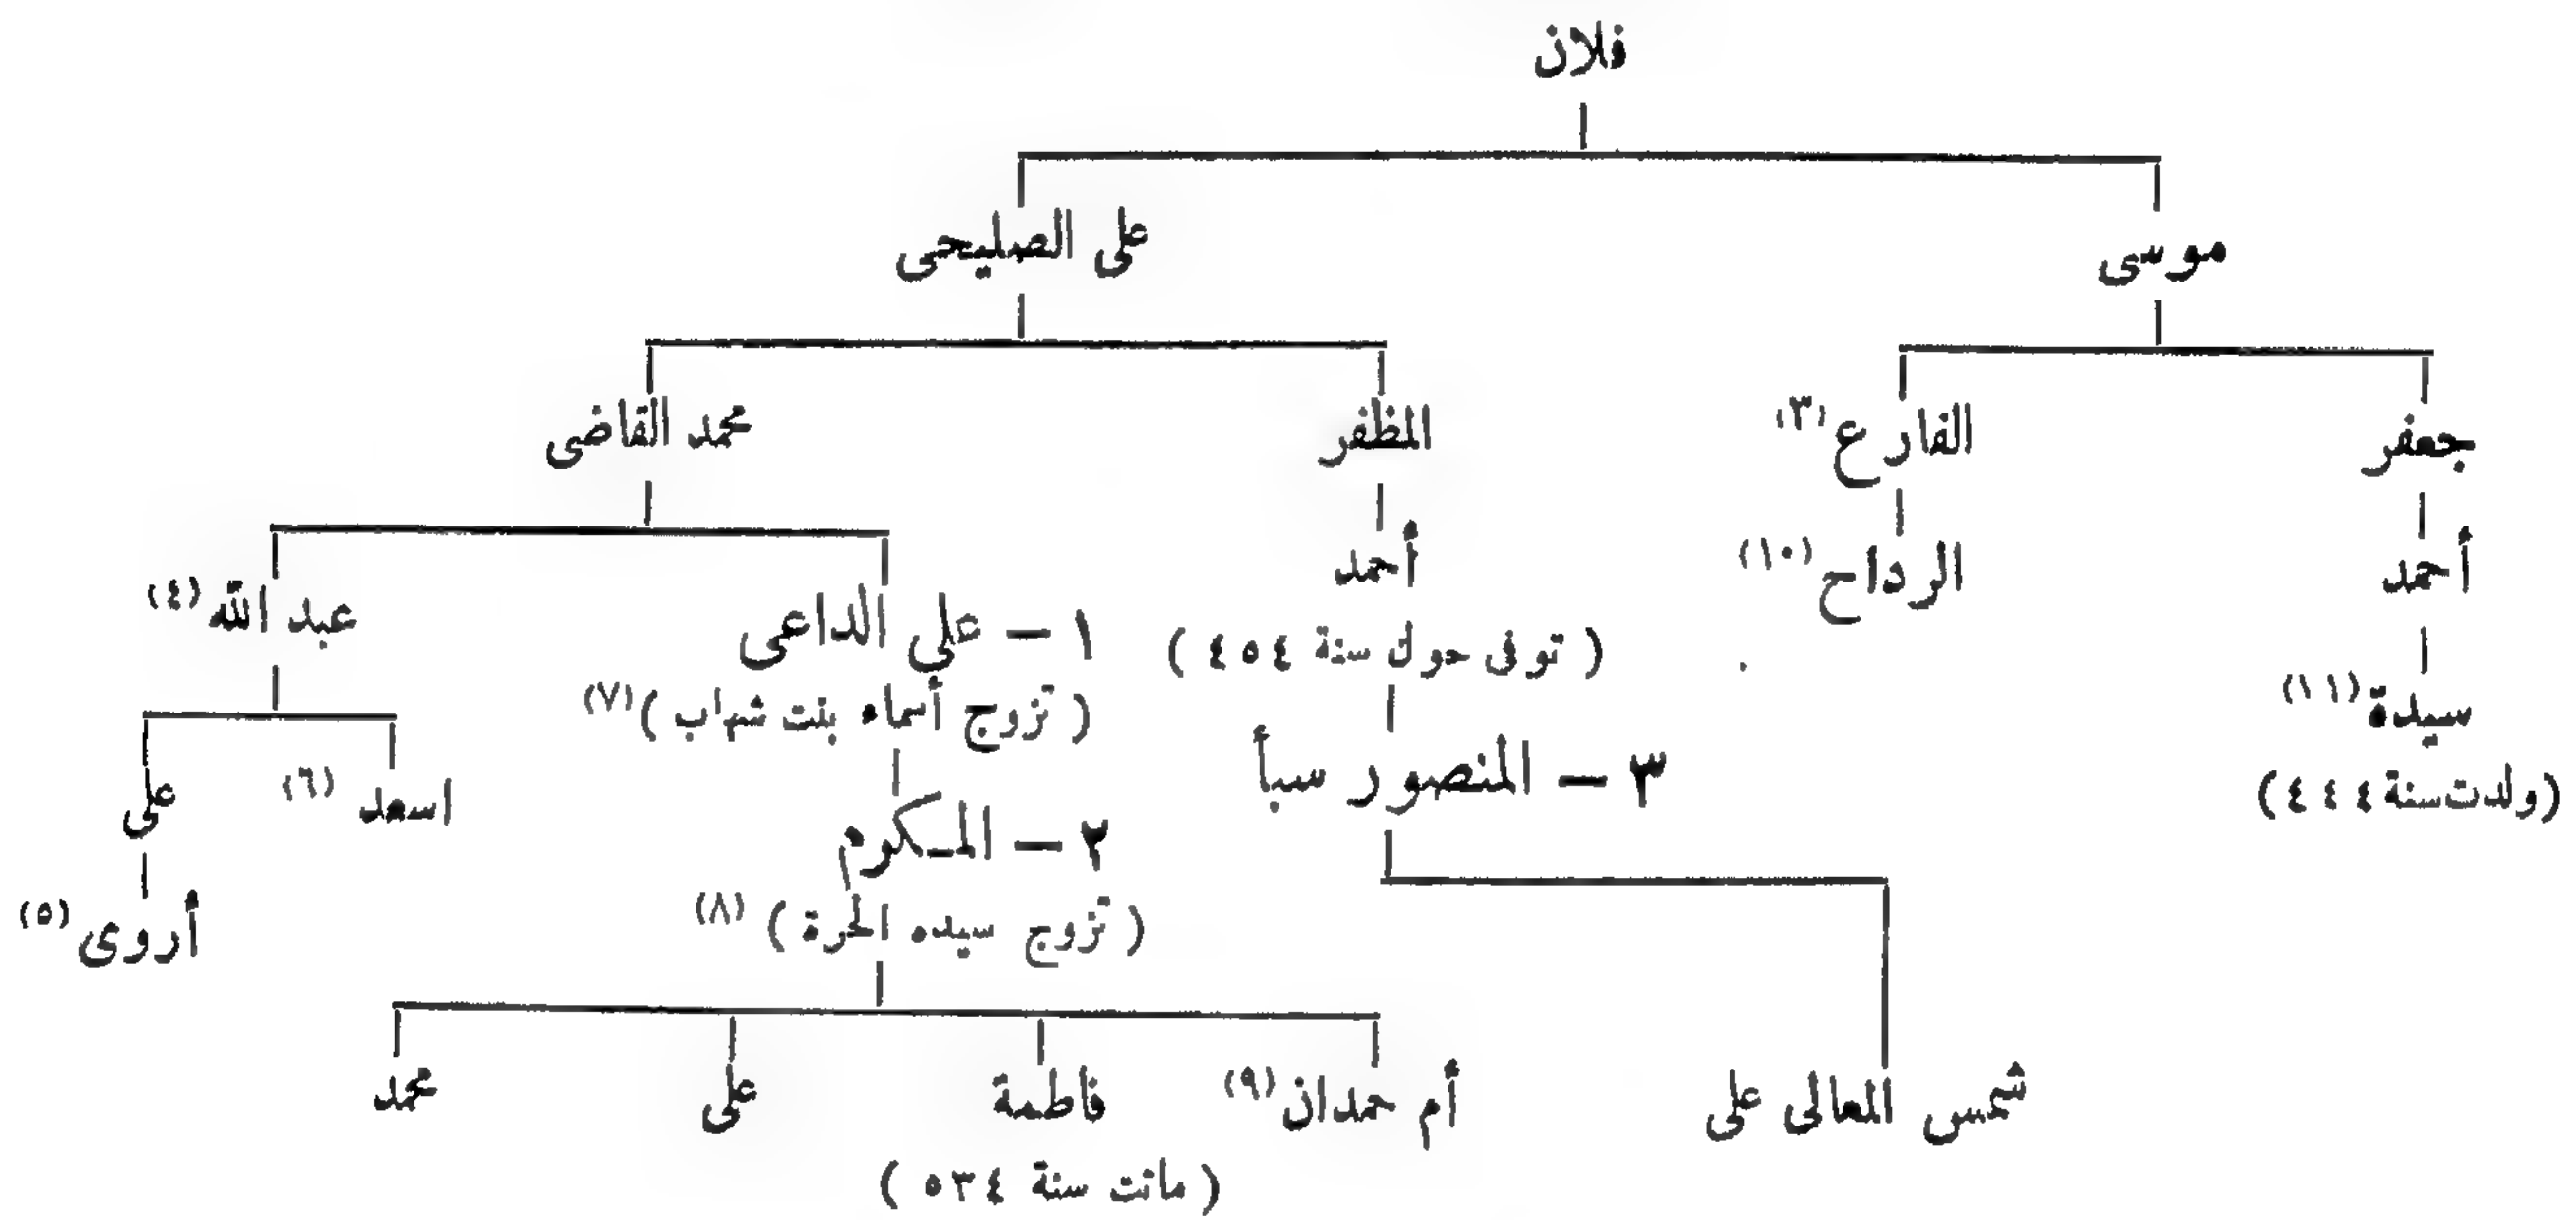 فلان
موسى
على الصليحى
جعفر
الفارع (٣)
المظفر
محمد القاضى
أحمد
الرداح (١٠)
أحمد
(توفى حول سنة ٤٥٤)
١ – على الداعى
(تزوج أسماء بنت شهاب) (٧)
عبد الله (٤)
سيدة (١١)
(ولدت سنة ٤٤٤)
٣ – المنصور سبأ
٢ – المكرم
(تزوج سيده الحرة) (٨)
اسعد (٦)
على
أروى (٥)
شمس المعالى على
أم حمدان (٩)
فاطمة
(ماتت سنة ٥٣٤)
على
محمد